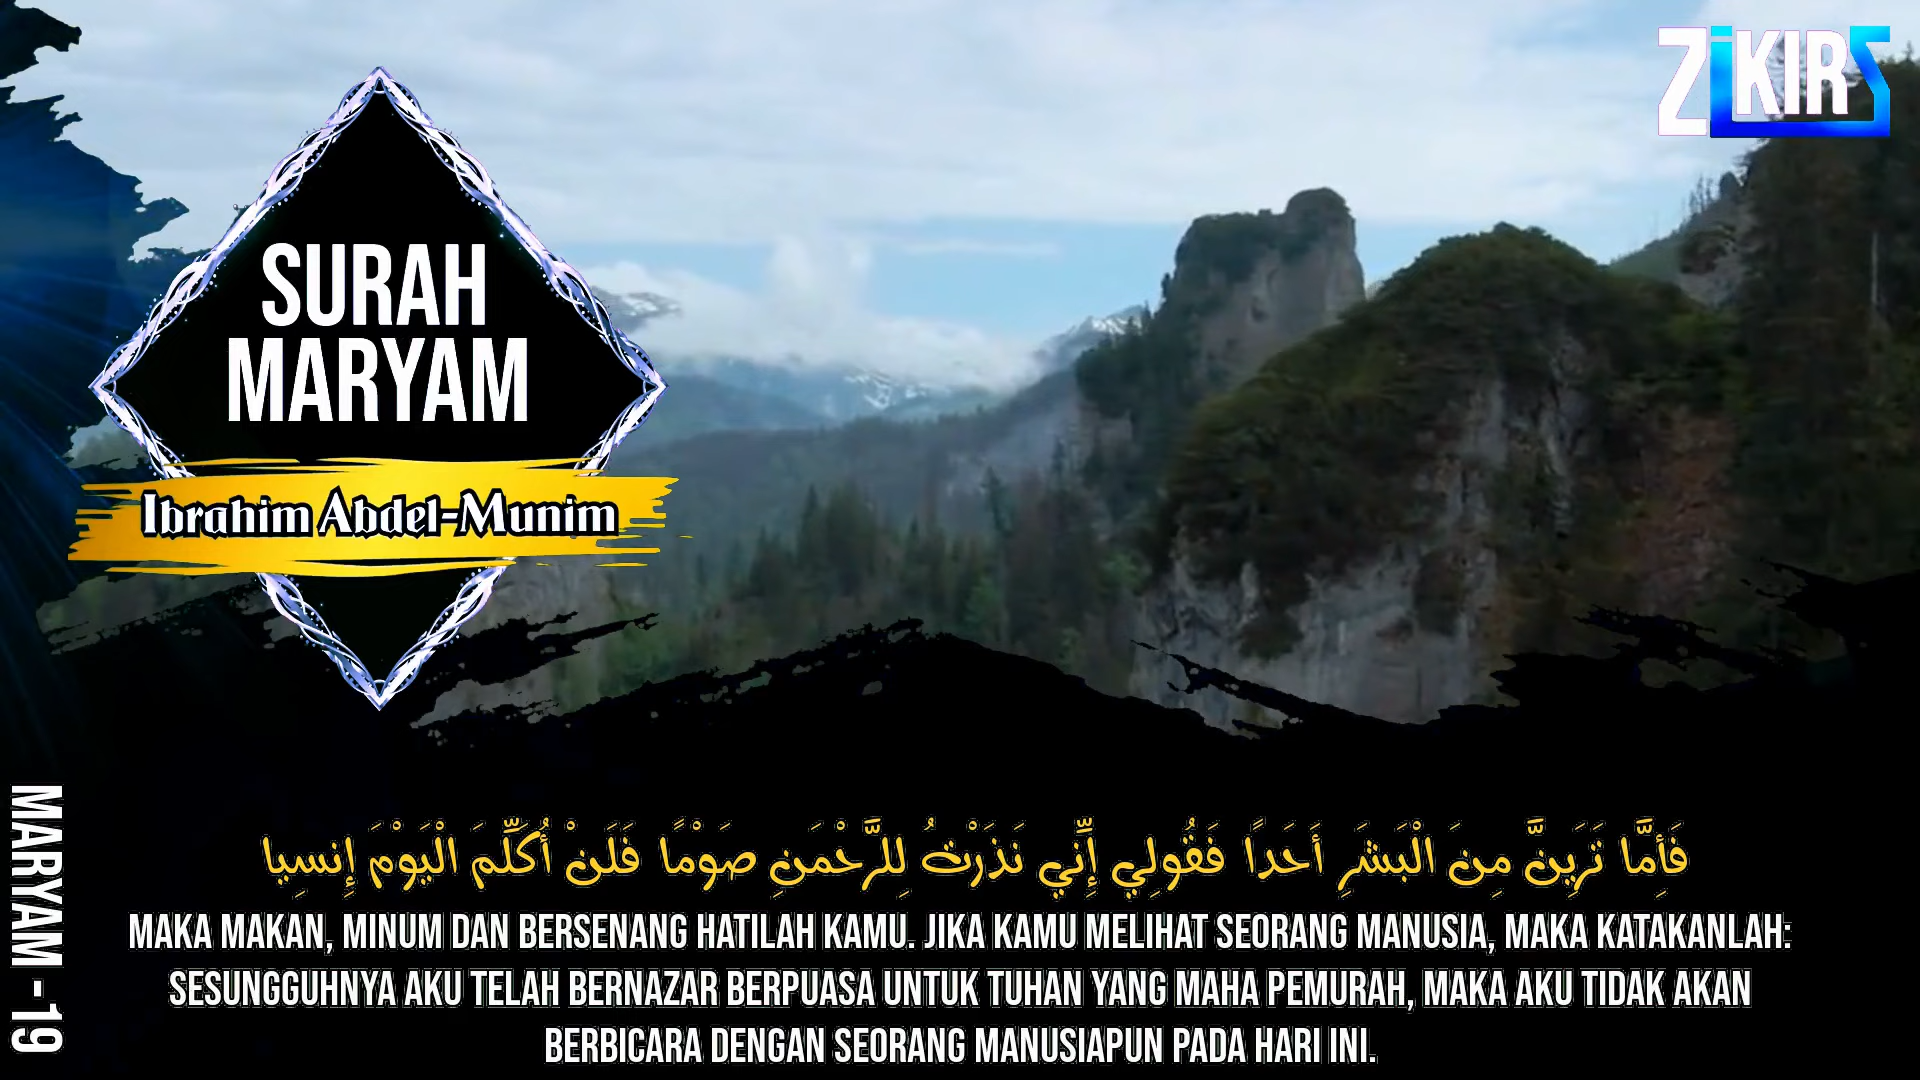 ZiKIRS
SURAH
MARYAM
Ibrahim Abdel-Munim
MARYAM - 19
فَإِمَّا تَرَيِنَّ مِنَ الْبَشَرِ أَحَدًا فَقُولِي إِنِّي نَذَرْتُ لِلرَّحْمَنِ صَوْمًا فَلَنْ أُكَلِّمَ الْيَوْمَ إِنسِيا
MAKA MAKAN, MINUM DAN BERSENANG HATILAH KAMU. JIKA KAMU MELIHAT SEORANG MANUSIA, MAKA KATAKANLAH:
SESUNGGUHNYA AKU TELAH BERNAZAR BERPUASA UNTUK TUHAN YANG MAHA PEMURAH, MAKA AKU TIDAK AKAN
BERBICARA DENGAN SEORANG MANUSIAPUN PADA HARI INI.